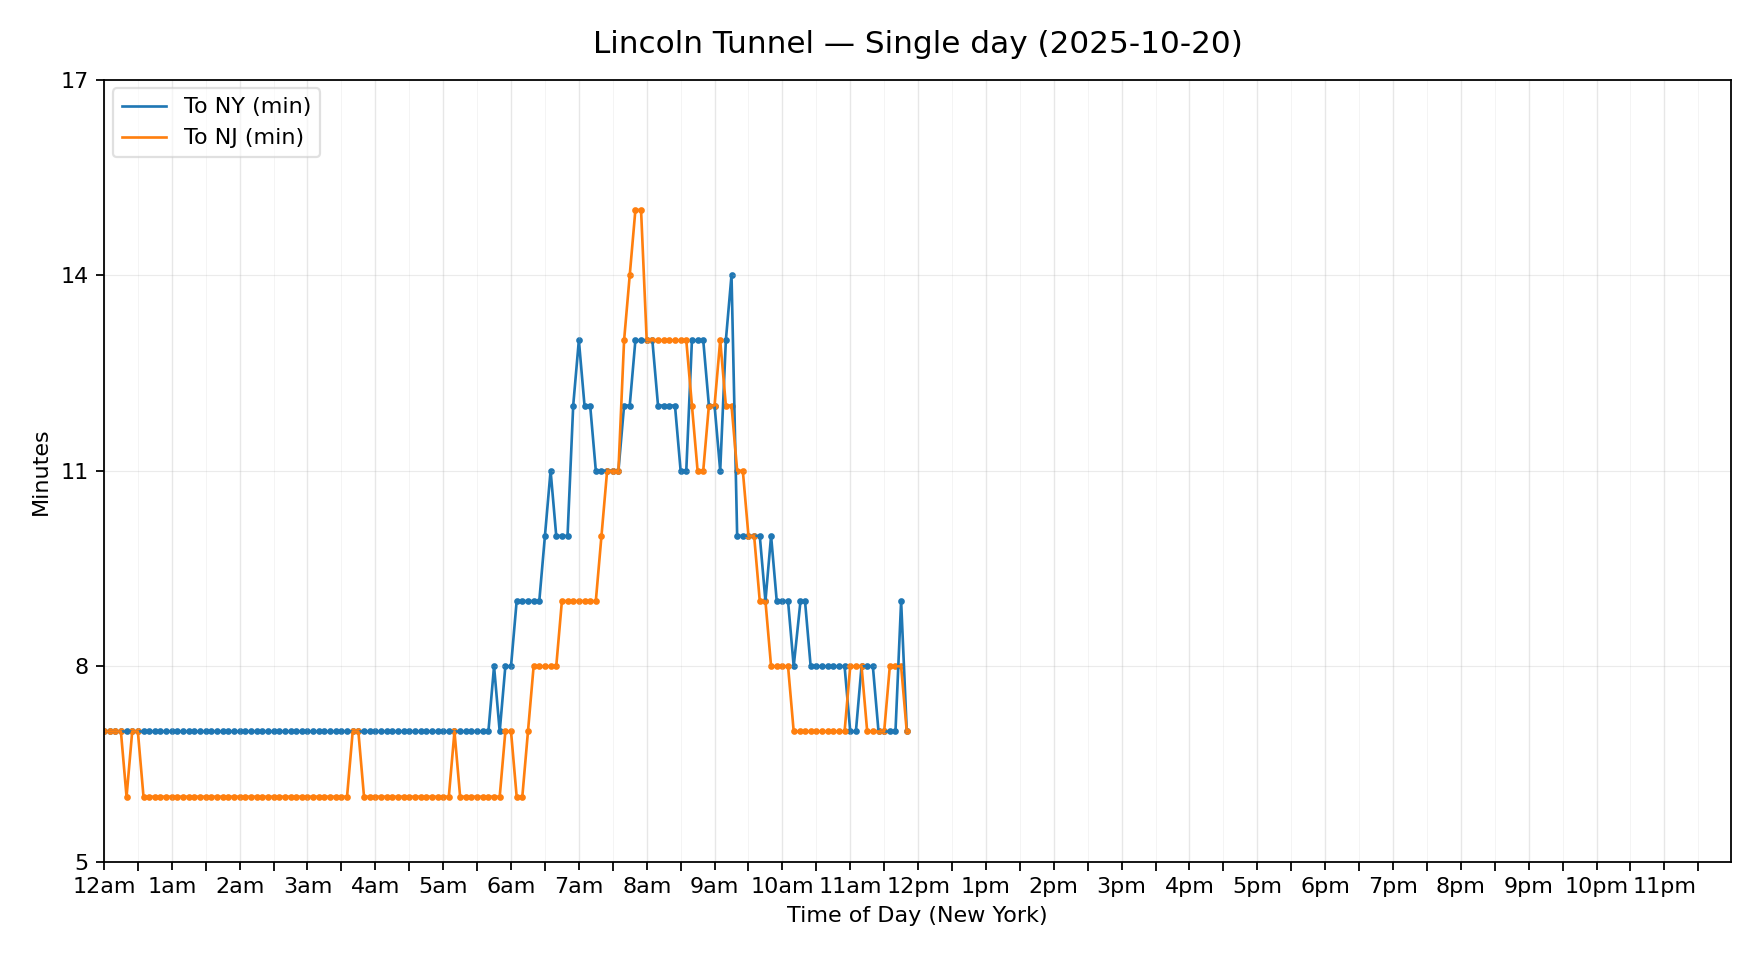 Lincoln Tunnel — Single day (2025-10-20)
To NY (min)
To NJ (min)
17
14
11
8
5
Minutes
12am 1am 2am 3am 4am 5am 6am 7am 8am 9am 10am 11am 12pm 1pm 2pm 3pm 4pm 5pm 6pm 7pm 8pm 9pm 10pm 11pm
Time of Day (New York)